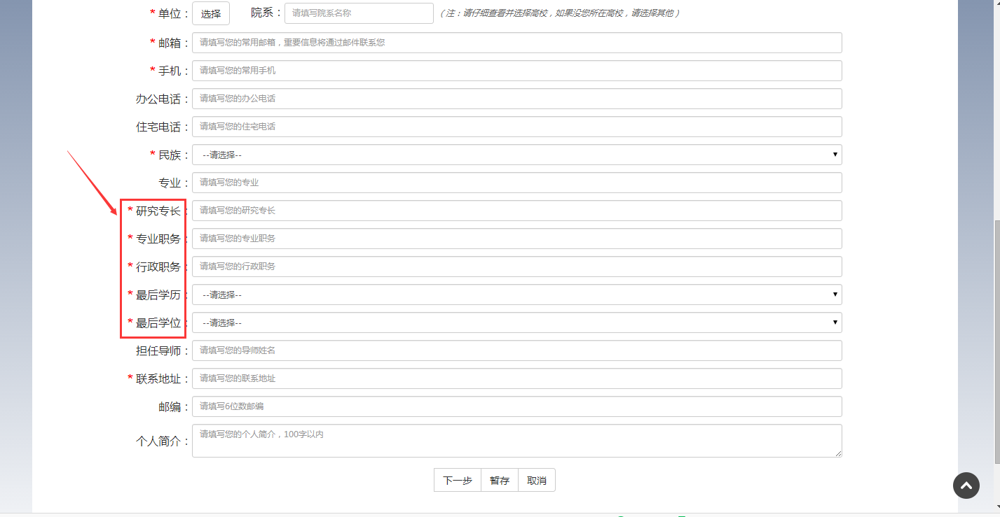 * 单位： 选择 院系： 请填写院系名称 （注：请仔细查看并选择高校，如果没您所在高校，请选择其他）
* 邮箱： 请填写您的常用邮箱，重要信息将通过邮件联系您
* 手机： 请填写您的常用手机
办公电话： 请填写您的办公电话
住宅电话： 请填写您的住宅电话
* 民族： --请选择--
专业： 请填写您的专业
* 研究专长： 请填写您的研究专长
* 专业职务： 请填写您的专业职务
* 行政职务： 请填写您的行政职务
* 最后学历： --请选择--
* 最后学位： --请选择--
担任导师： 请填写您的导师姓名
* 联系地址： 请填写您的联系地址
邮编： 请填写6位数邮编
个人简介： 请填写您的个人简介，100字以内
下一步 暂存 取消